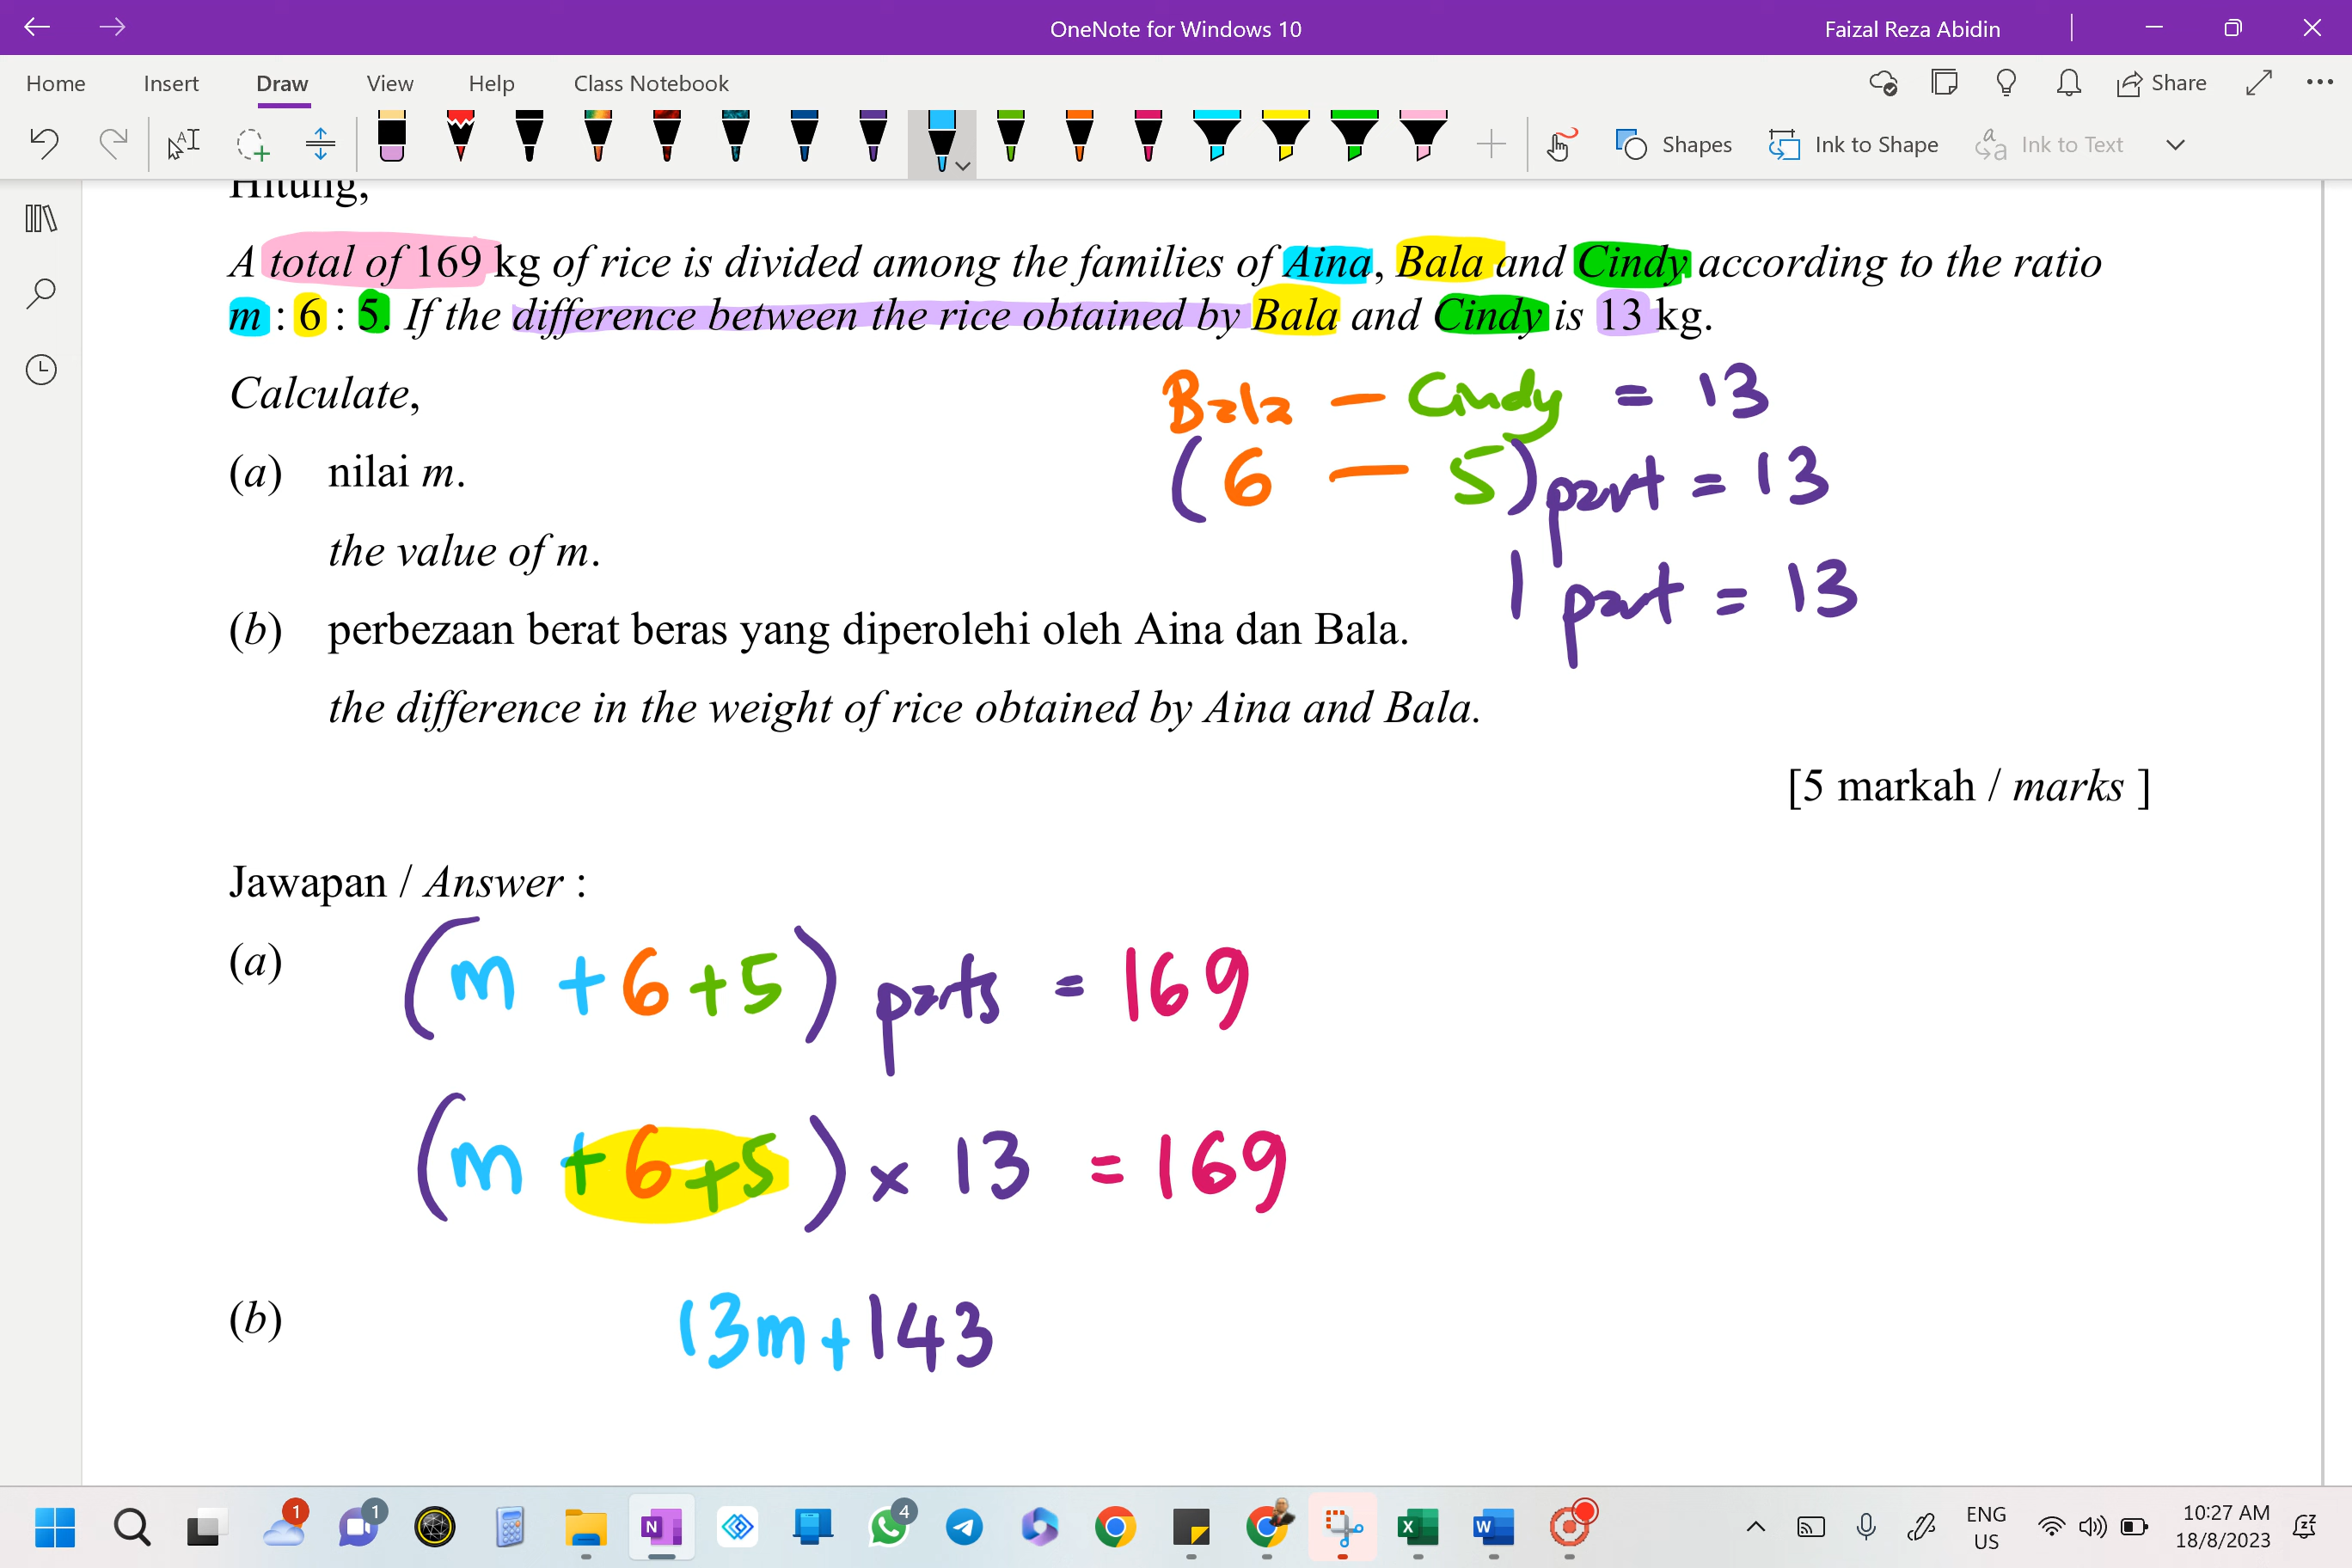 OneNote for Windows 10
Faizal Reza Abidin
Home Insert Draw View Help Class Notebook Share
Shapes Ink to Shape Ink to Text
Hitung,
A total of 169 kg of rice is divided among the families of Aina, Bala and Cindy according to the ratio
m : 6 : 5. If the difference between the rice obtained by Bala and Cindy is 13 kg.
Calculate,
Bala – Cindy = 13
(a) nilai m.
(6 – 5) part = 13
the value of m.
1 part = 13
(b) perbezaan berat beras yang diperolehi oleh Aina dan Bala.
the difference in the weight of rice obtained by Aina and Bala.
[5 markah / marks ]
Jawapan / Answer :
(a) (m + 6 + 5) parts = 169
(m + 6 + 5) × 13 = 169
(b) 13m + 143
1 1 N 4 X W
ENG
US
10:27 AM
18/8/2023